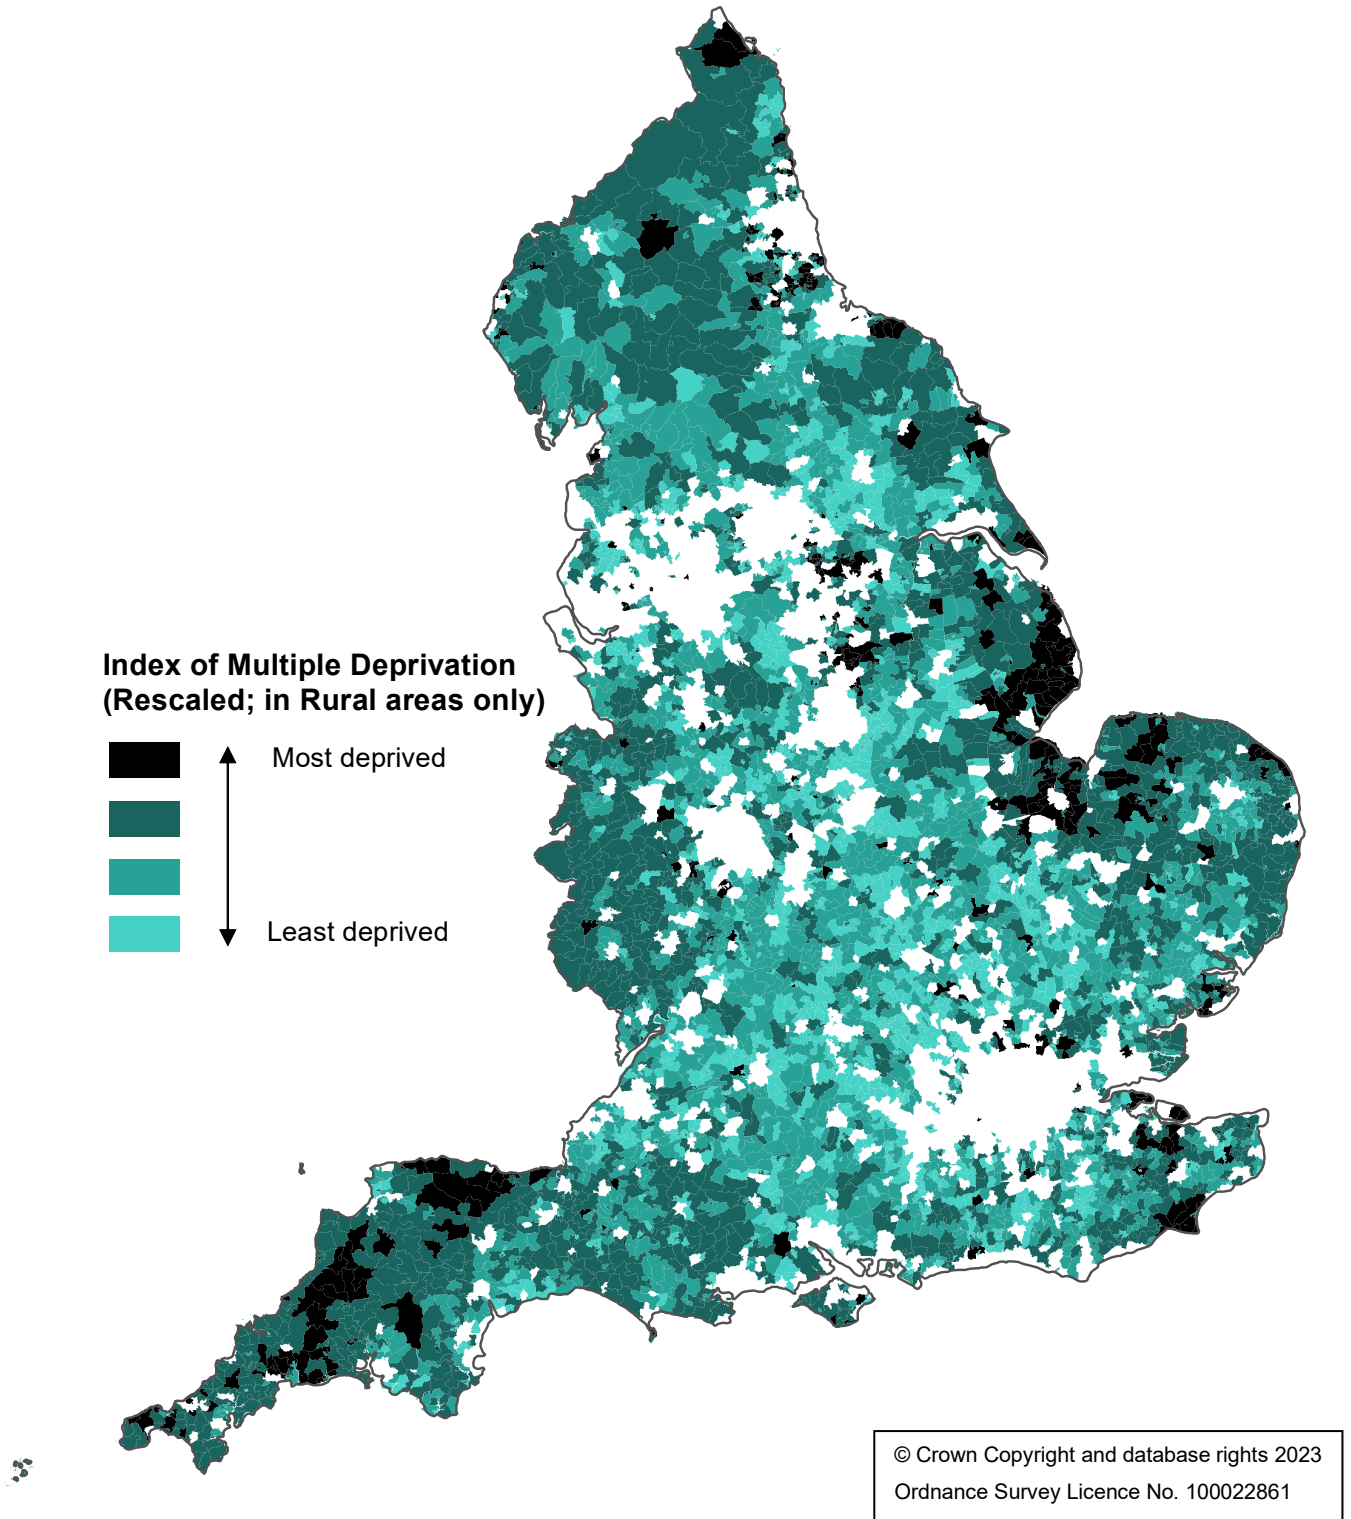 Index of Multiple Deprivation
(Rescaled; in Rural areas only)
Most deprived
Least deprived
© Crown Copyright and database rights 2023
Ordnance Survey Licence No. 100022861